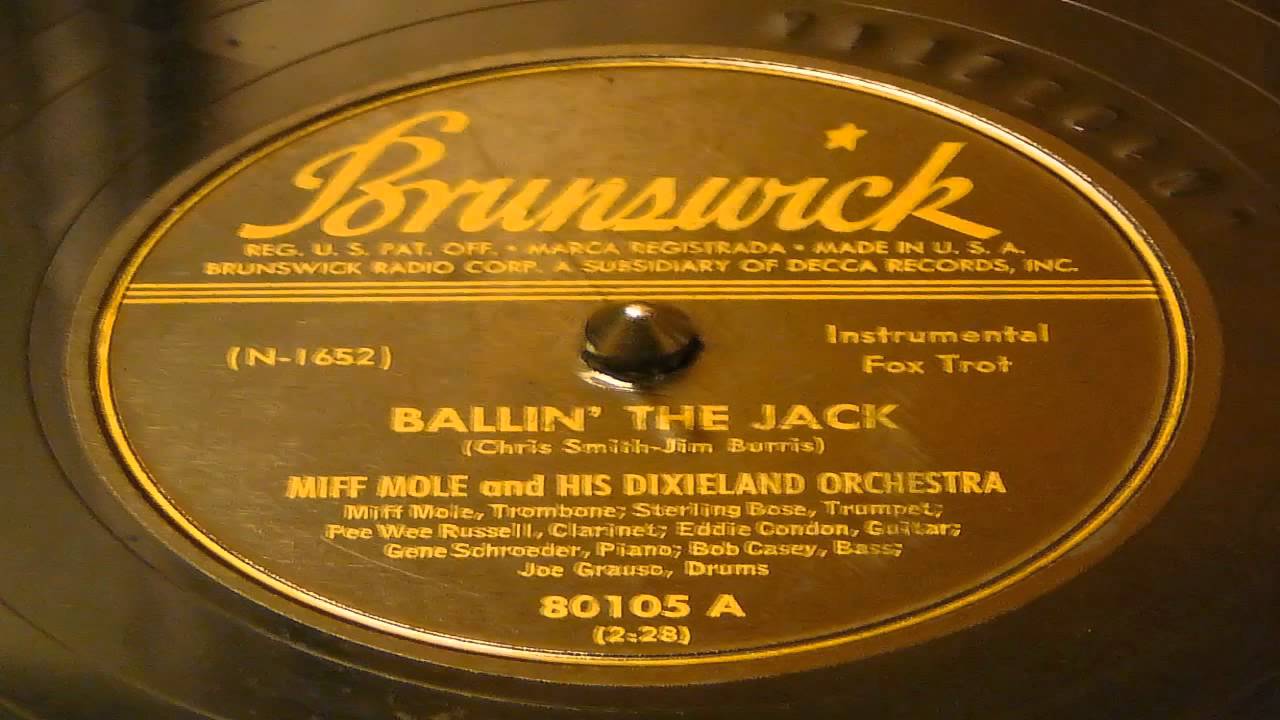 Brunswick
REG. U. S. PAT. OFF. • MARCA REGISTRADA • MADE IN U. S. A.
BRUNSWICK RADIO CORP. A SUBSIDIARY OF DECCA RECORDS, INC.
(N-1652)
Instrumental
Fox Trot
BALLIN' THE JACK
(Chris Smith-Jim Burris)
MIFF MOLE and HIS DIXIELAND ORCHESTRA
Miff Mole, Trombone; Sterling Bose, Trumpet;
Pee Wee Russell, Clarinet; Eddie Condon, Guitar;
Gene Schroeder, Piano; Bob Casey, Bass;
Joe Grauso, Drums
80105 A
(2:28)